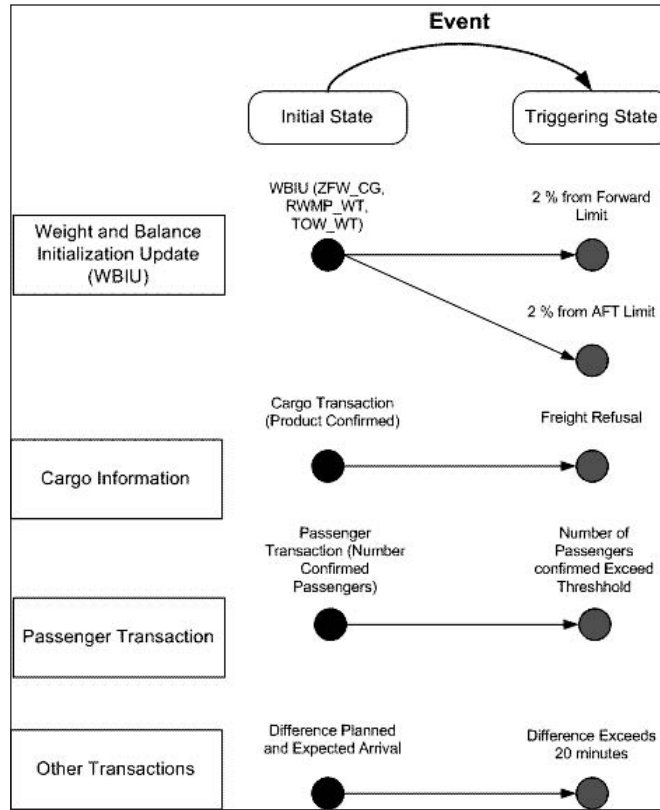 Event
Initial State
Triggering State
WBIU (ZFW_CG,
RWMP_WT,
TOW_WT)
2 % from Forward
Limit
Weight and Balance
Initialization Update
(WBIU)
2 % from AFT Limit
Cargo Transaction
(Product Confirmed)
Freight Refusal
Cargo Information
Passenger
Transaction (Number
Confirmed
Passengers)
Number of
Passengers
confirmed Exceed
Threshhold
Passenger Transaction
Difference Planned
and Expected Arrival
Difference Exceeds
20 minutes
Other Transactions